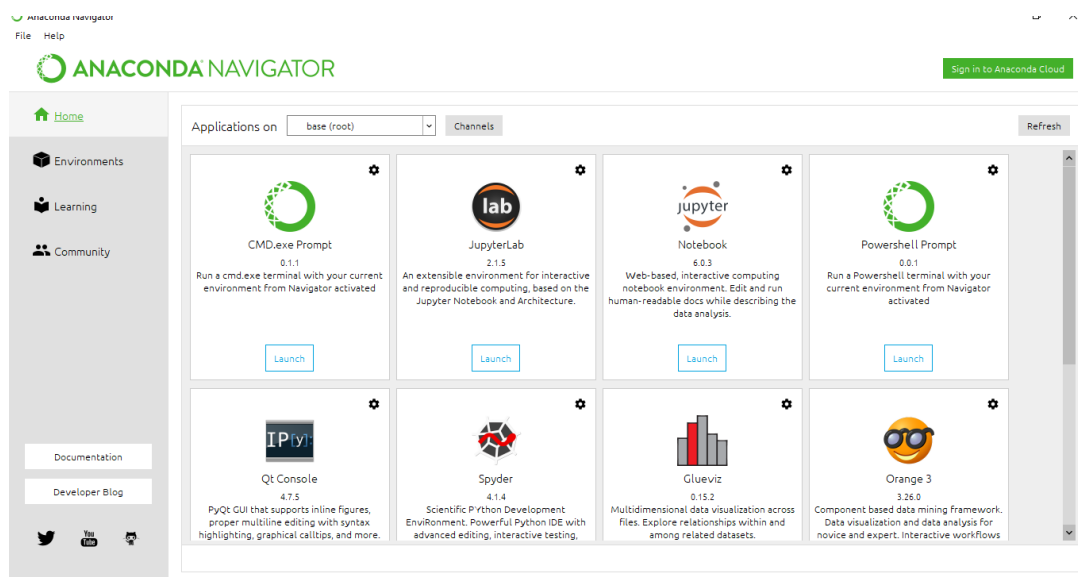 Anaconda Navigator
File Help
ANACONDA NAVIGATOR
Sign in to Anaconda Cloud
Home
Environments
Learning
Community
Documentation
Developer Blog
You
Tube
Applications on base (root) Channels Refresh
CMD.exe Prompt
0.1.1
Run a cmd.exe terminal with your current
environment from Navigator activated
Launch
lab
JupyterLab
2.1.5
An extensible environment for interactive
and reproducible computing, based on the
Jupyter Notebook and Architecture.
Launch
jupyter
Notebook
6.0.3
Web-based, interactive computing
notebook environment. Edit and run
human-readable docs while describing the
data analysis.
Launch
Powershell Prompt
0.0.1
Run a Powershell terminal with your
current environment from Navigator
activated
Launch
IP[y]:
Qt Console
4.7.5
PyQt GUI that supports inline figures,
proper multiline editing with syntax
highlighting, graphical calltips, and more.
Spyder
4.1.4
Scientific PYthon Development
EnviRonment. Powerful Python IDE with
advanced editing, interactive testing,
Glueviz
0.15.2
Multidimensional data visualization across
files. Explore relationships within and
among related datasets.
Orange 3
3.26.0
Component based data mining framework.
Data visualization and data analysis for
novice and expert. Interactive workflows